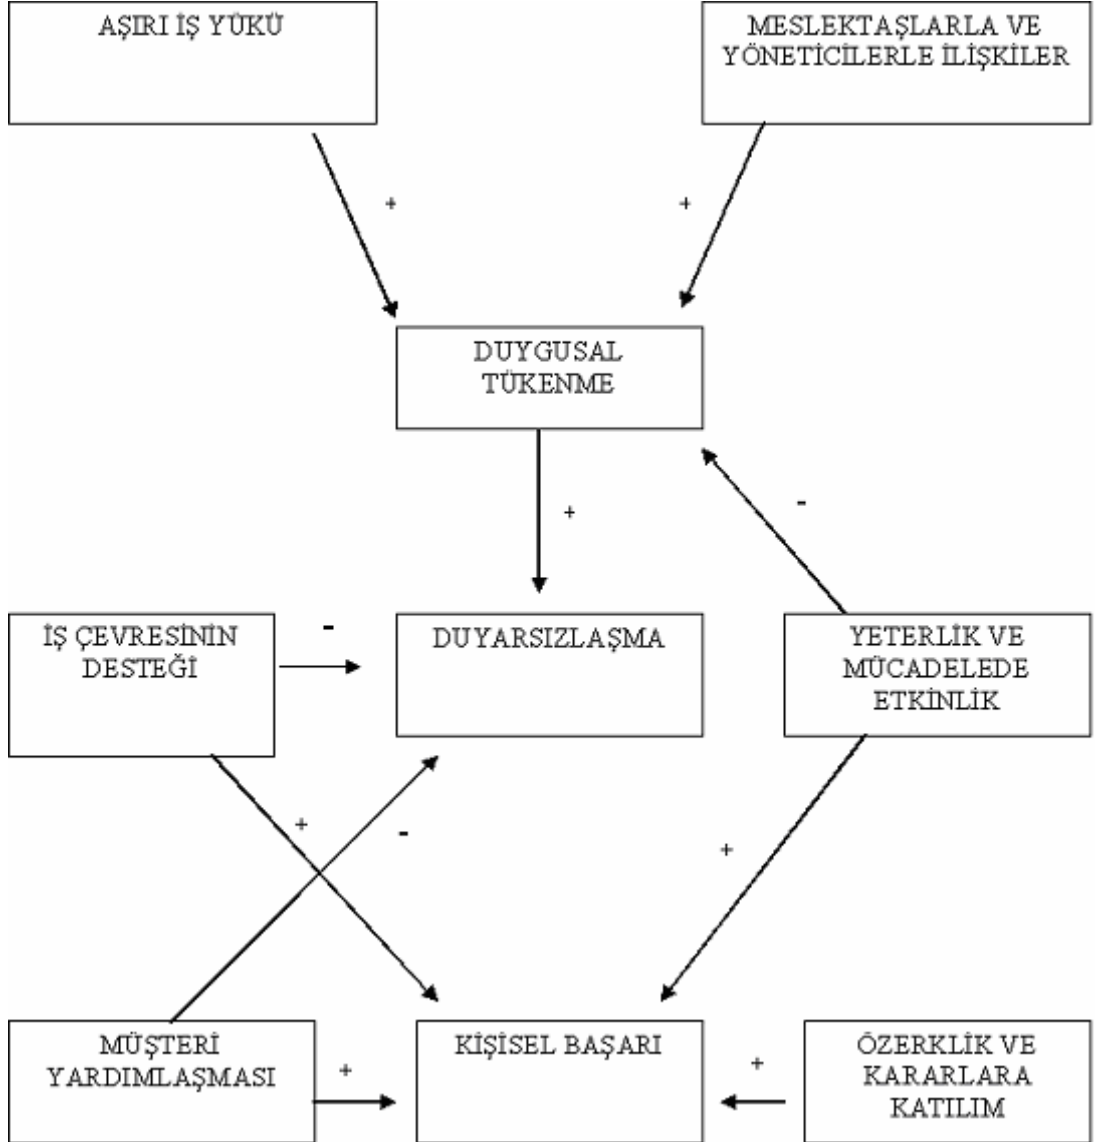 AŞIRI İŞ YÜKÜ
MESLEKTAŞLARLA VE
YÖNETİCİLERLE İLİŞKİLER
+
+
DUYGUSAL
TÜKENME
-
+
İŞ ÇEVRESİNİN
DESTEĞİ
-
DUYARSIZLAŞMA
YETERLİK VE
MÜCADELEDE
ETKİNLİK
+
-
+
MÜŞTERİ
YARDIMLAŞMASI
+
KİŞİSEL BAŞARI
+
ÖZERKLİK VE
KARARLARA
KATILIM